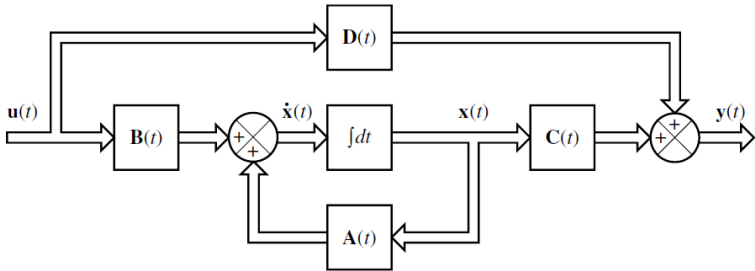 D(t)
u(t)
ẋ(t)
x(t)
y(t)
B(t)
+
+
∫dt
C(t)
+
+
A(t)